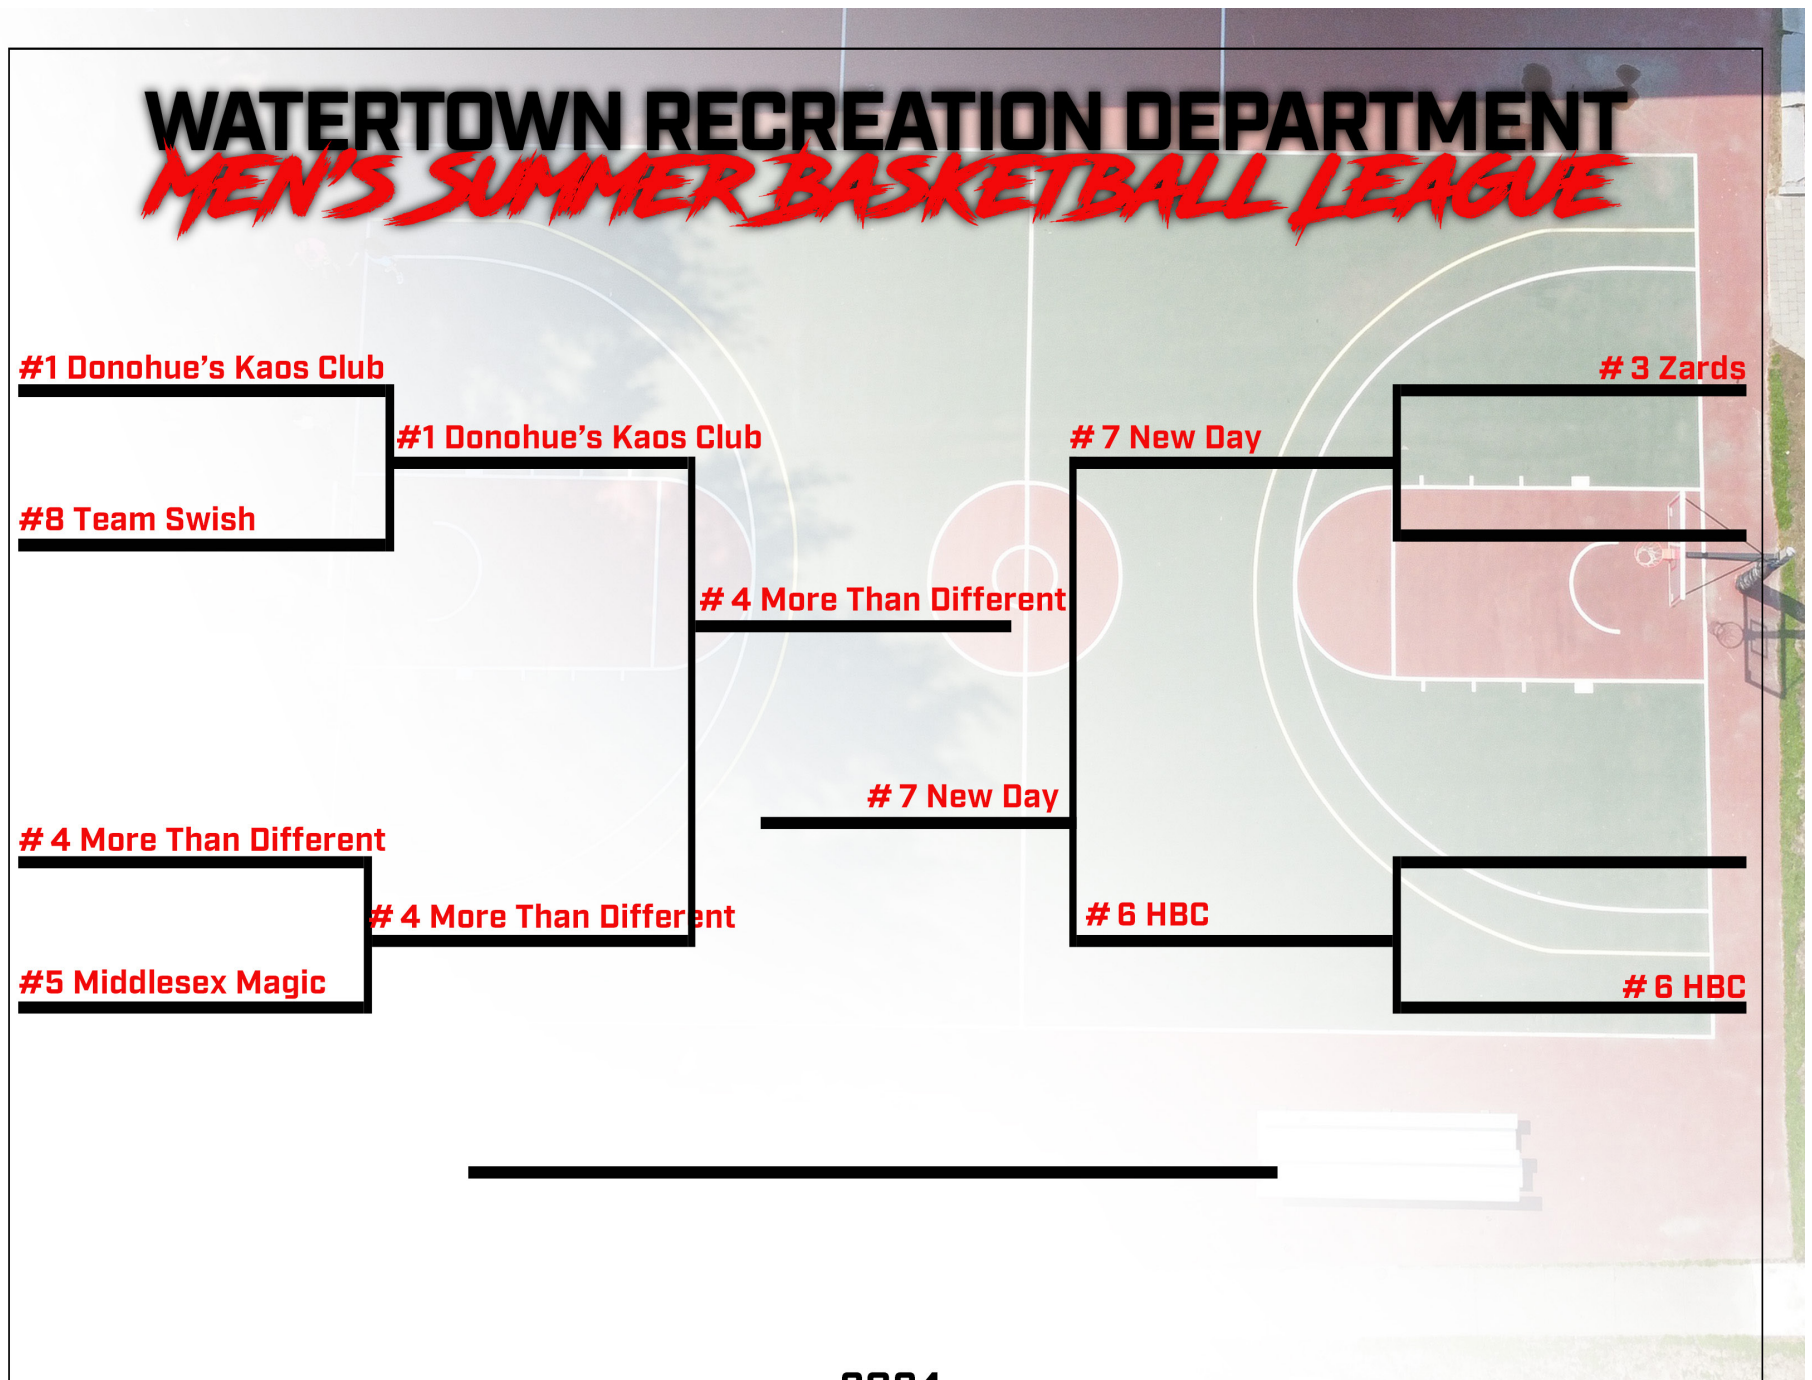 WATERTOWN RECREATION DEPARTMENT
MEN'S SUMMER BASKETBALL LEAGUE
#1 Donohue's Kaos Club
# 3 Zards
#1 Donohue's Kaos Club
# 7 New Day
#8 Team Swish
# 4 More Than Different
# 7 New Day
# 4 More Than Different
# 4 More Than Different
# 6 HBC
#5 Middlesex Magic
# 6 HBC